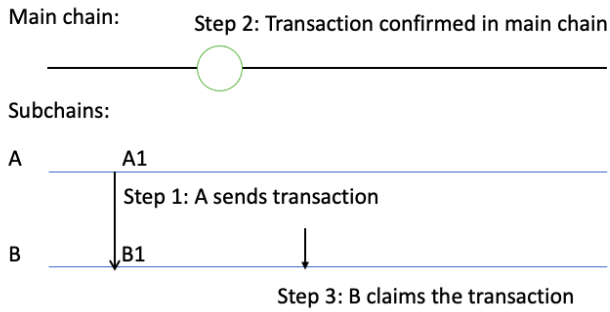 Main chain:
Step 2: Transaction confirmed in main chain
Subchains:
A
A1
Step 1: A sends transaction
B
B1
Step 3: B claims the transaction